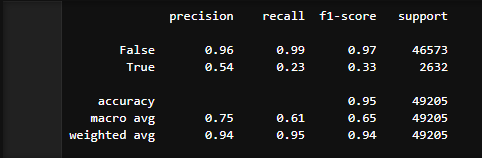 precision recall f1-score support
False 0.96 0.99 0.97 46573
True 0.54 0.23 0.33 2632
accuracy 0.95 49205
macro avg 0.75 0.61 0.65 49205
weighted avg 0.94 0.95 0.94 49205